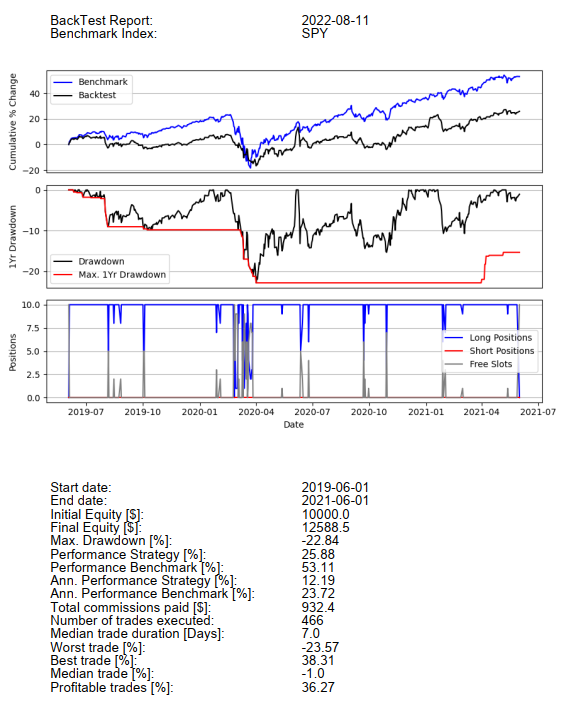 BackTest Report: 2022-08-11
Benchmark Index: SPY
Cumulative % Change
40
20
0
−20
Benchmark
Backtest
1Yr Drawdown
0
−10
−20
Drawdown
Max. 1Yr Drawdown
Positions
10.0
7.5
5.0
2.5
0.0
Long Positions
Short Positions
Free Slots
2019-07 2019-10 2020-01 2020-04 2020-07 2020-10 2021-01 2021-04 2021-07
Date
Start date: 2019-06-01
End date: 2021-06-01
Initial Equity [$]: 10000.0
Final Equity [$]: 12588.5
Max. Drawdown [%]: -22.84
Performance Strategy [%]: 25.88
Performance Benchmark [%]: 53.11
Ann. Performance Strategy [%]: 12.19
Ann. Performance Benchmark [%]: 23.72
Total commissions paid [$]: 932.4
Number of trades executed: 466
Median trade duration [Days]: 7.0
Worst trade [%]: -23.57
Best trade [%]: 38.31
Median trade [%]: -1.0
Profitable trades [%]: 36.27